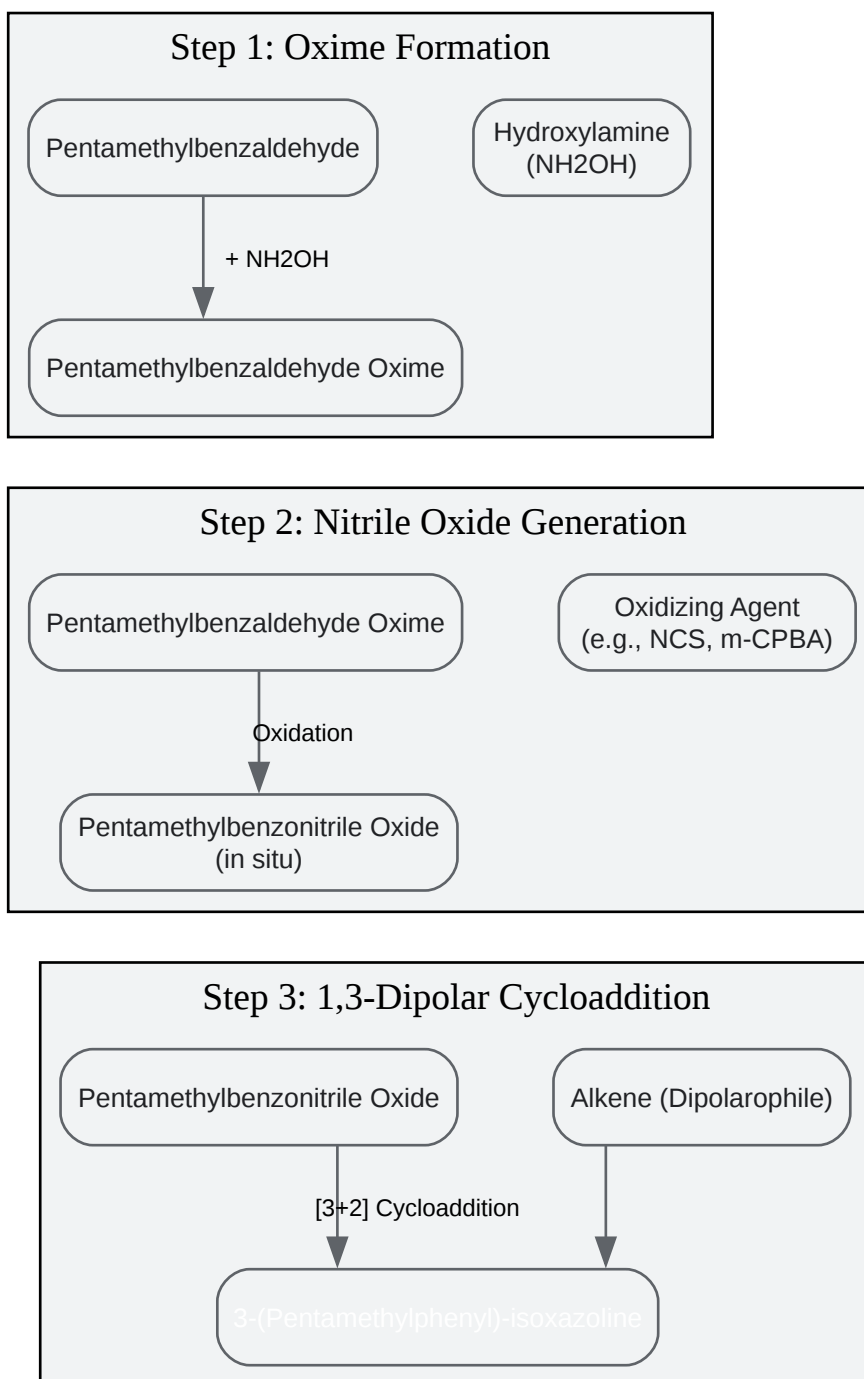 Step 1: Oxime Formation
Pentamethylbenzaldehyde
Hydroxylamine
(NH2OH)
+ NH2OH
Pentamethylbenzaldehyde Oxime
Step 2: Nitrile Oxide Generation
Pentamethylbenzaldehyde Oxime
Oxidizing Agent
(e.g., NCS, m-CPBA)
Oxidation
Pentamethylbenzonitrile Oxide
(in situ)
Step 3: 1,3-Dipolar Cycloaddition
Pentamethylbenzonitrile Oxide
Alkene (Dipolarophile)
[3+2] Cycloaddition
3-(Pentamethylphenyl)-isoxazoline